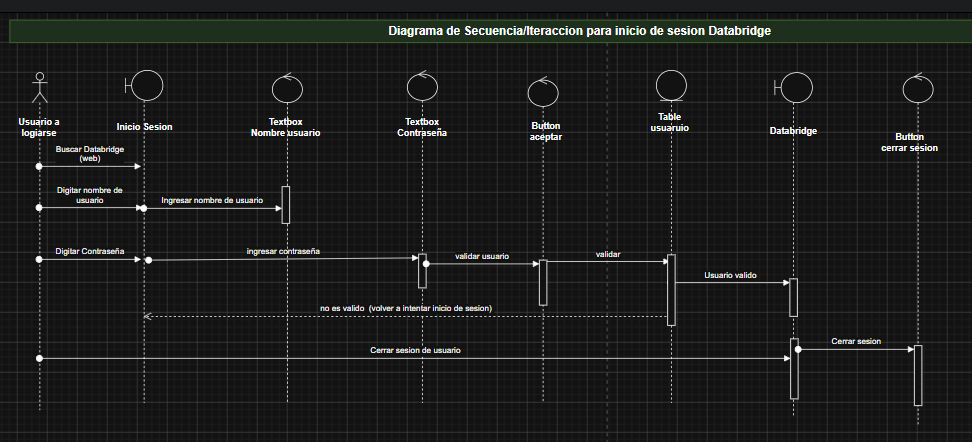 Diagrama de Secuencia/Iteraccion para inicio de sesion Databridge
Usuario a
logiarse
Inicio Sesion
Textbox
Nombre usuario
Textbox
Contraseña
Button
aceptar
Table
usuaruio
Databridge
Button
cerrar sesion
Buscar Databridge
(web)
Digitar nombre de
usuario
Ingresar nombre de usuario
Digitar Contraseña
ingresar contraseña
validar usuario
validar
Usuario valido
no es valido (volver a intentar inicio de sesion)
Cerrar sesion de usuario
Cerrar sesion